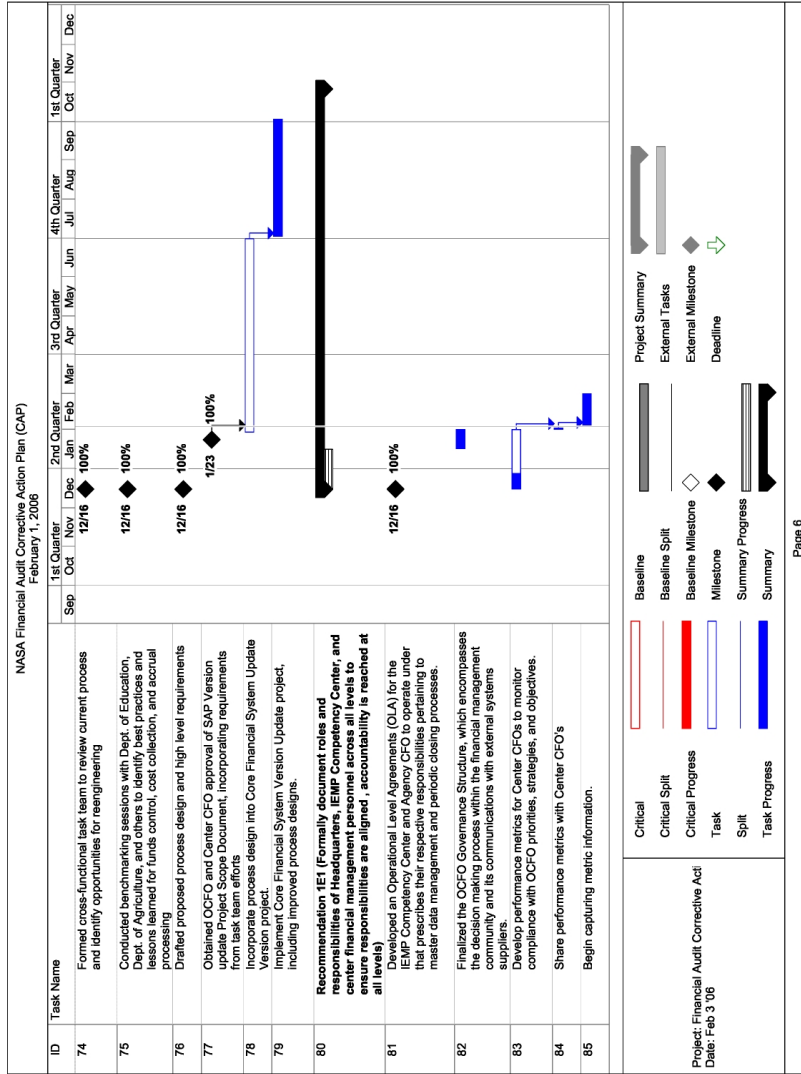 NASA Financial Audit Corrective Action Plan (CAP)
February 1, 2006
ID Task Name 1st Quarter 2nd Quarter 3rd Quarter 4th Quarter 1st Quarter
Sep Oct Nov Dec Jan Feb Mar Apr May Jun Jul Aug Sep Oct Nov Dec
74 Formed cross-functional task team to review current process
and identify opportunities for reengineering
12/16 100%
75 Conducted benchmarking sessions with Dept. of Education,
Dept. of Agriculture, and others to identify best practices and
lessons learned for funds control, cost collection, and accrual
processing
12/16 100%
76 Drafted proposed process design and high level requirements
12/16 100%
77 Obtained OCFO and Center CFO approval of SAP Version
update Project Scope Document, incorporating requirements
from task team efforts
1/23 100%
78 Incorporate process design into Core Financial System Update
Version project.
79 Implement Core Financial System Version Update project,
including improved process designs.
80 Recommendation 1E1 (Formally document roles and
responsibilities of Headquarters, IEMP Competency Center, and
center financial management personnel across all levels to
ensure responsibilities are aligned , accountability is reached at
all levels)
81 Developed an Operational Level Agreements (OLA) for the
IEMP Competency Center and Agency CFO to operate under
that prescribes their respective responsibilities pertaining to
master data management and periodic closing processes.
12/16 100%
82 Finalized the OCFO Governance Structure, which encompasses
the decision making process within the financial management
community and its communications with external systems
suppliers.
83 Develop performance metrics for Center CFOs to monitor
compliance with OCFO priorities, strategies, and objectives.
84 Share performance metrics with Center CFO's
85 Begin capturing metric information.
Project: Financial Audit Corrective Acti
Date: Feb 3 '06
Critical
Critical Split
Critical Progress
Task
Split
Task Progress
Baseline
Baseline Split
Baseline Milestone
Milestone
Summary Progress
Summary
Project Summary
External Tasks
External Milestone
Deadline
Page 6